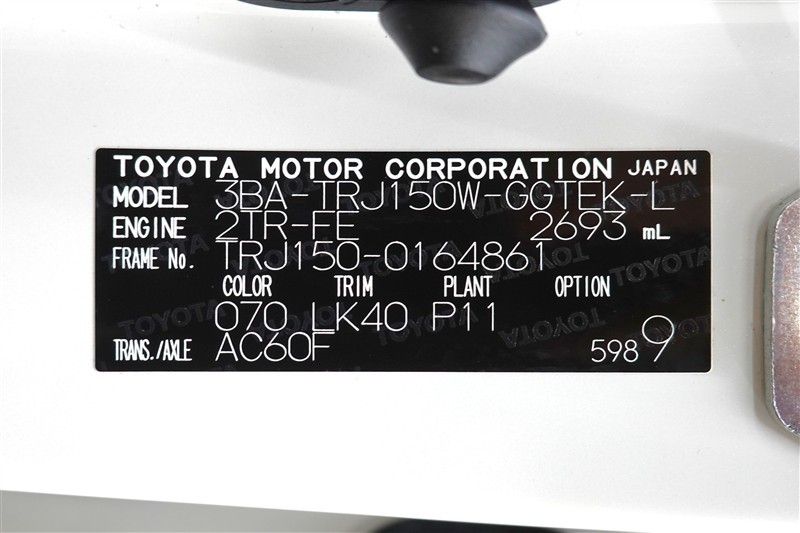 TOYOTA MOTOR CORPORATION JAPAN
MODEL 3BA-TRJ150W-GGTEK-L
ENGINE 2TR-FE 2693 mL
FRAME No. TRJ150-0164861
COLOR TRIM PLANT OPTION
070 LK40 P11
TRANS./AXLE AC60F 598 9